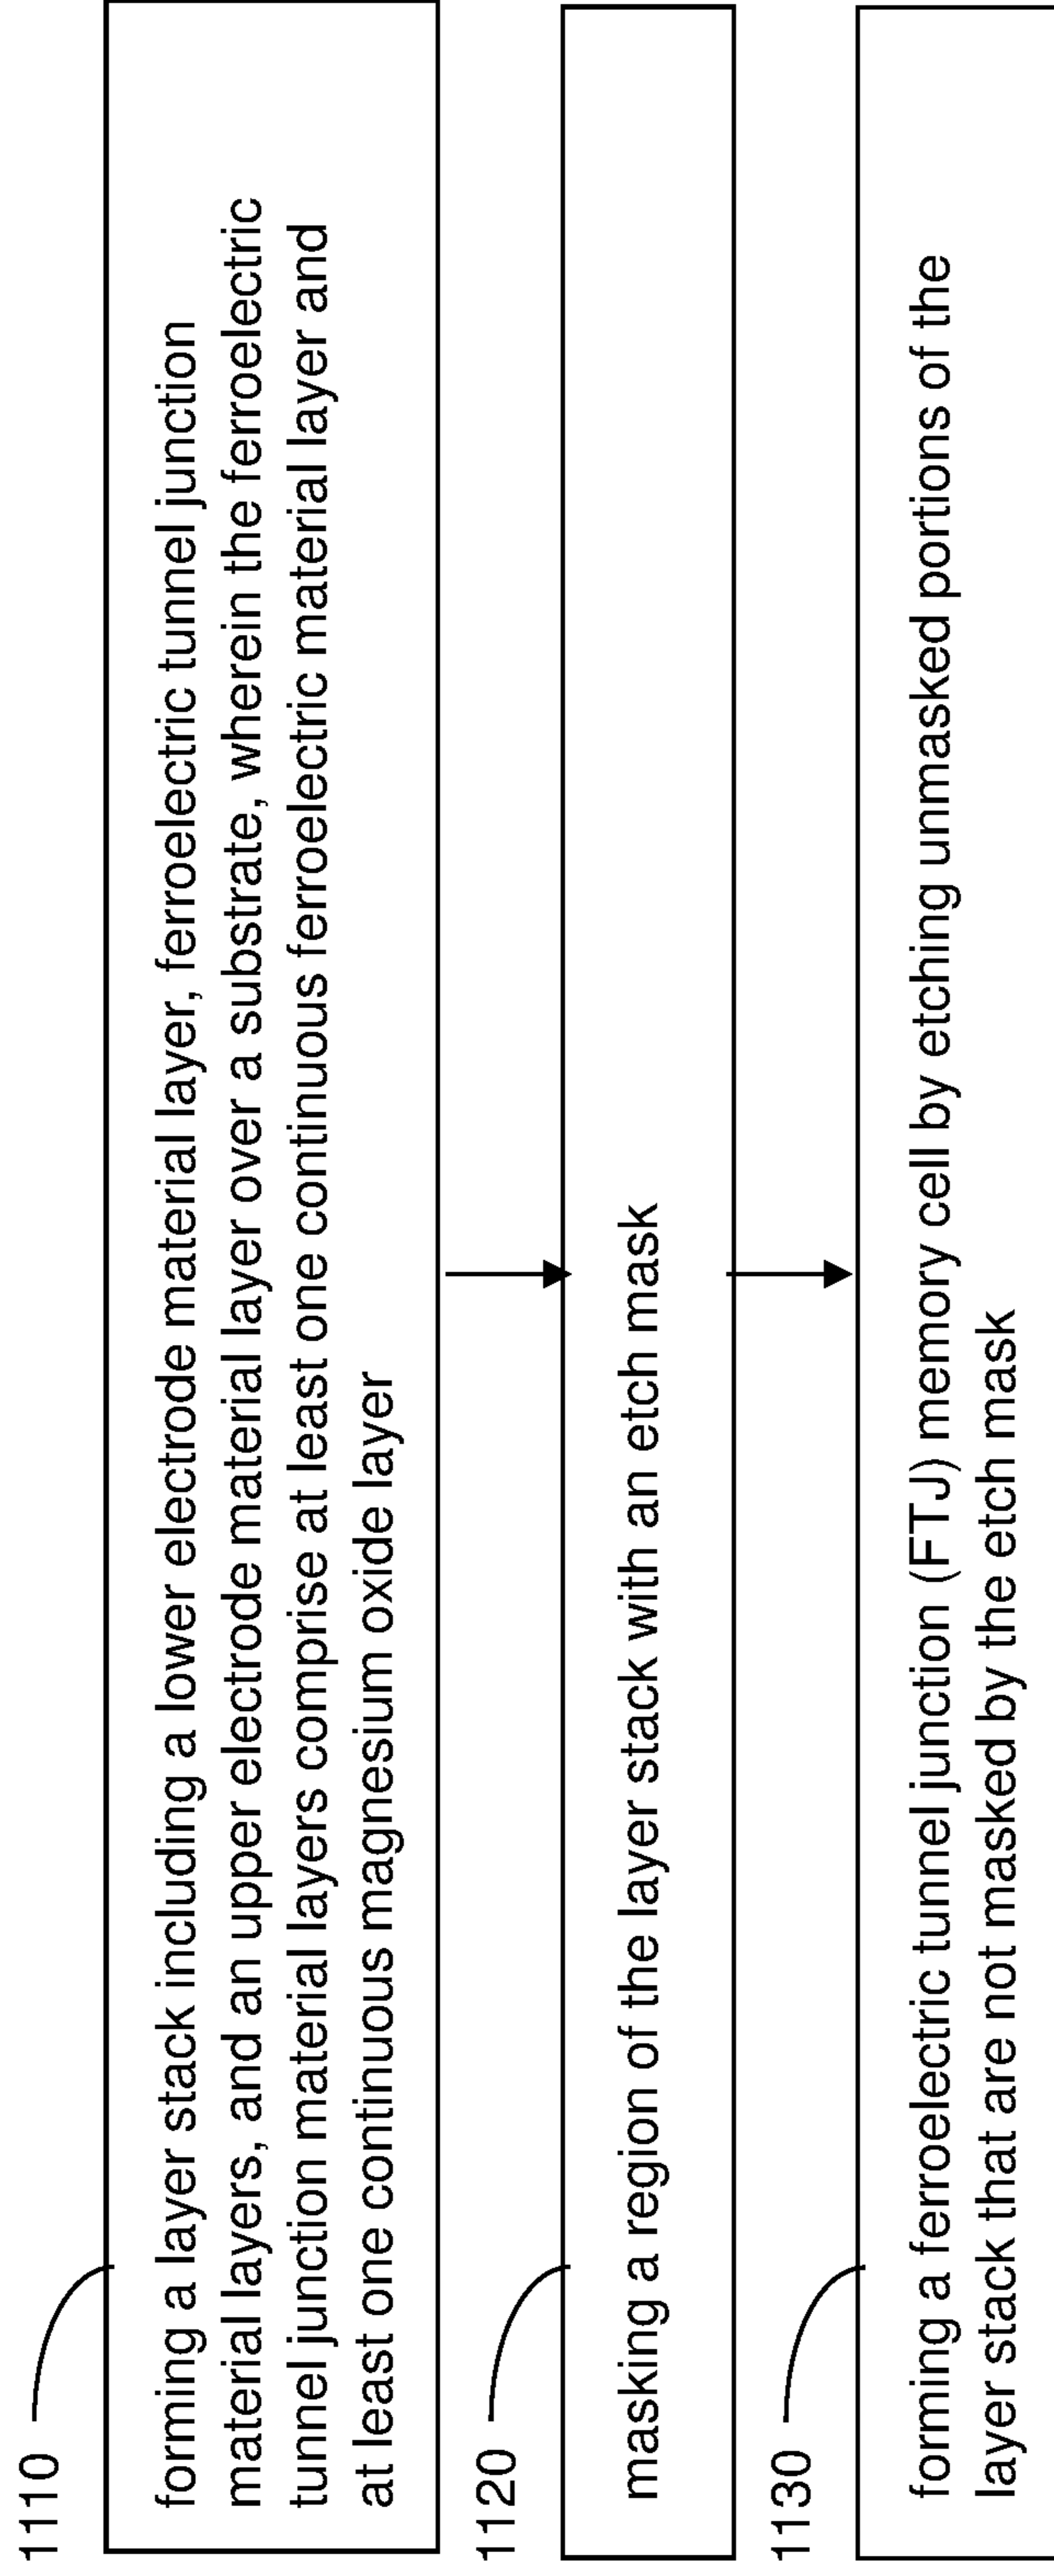 1110
forming a layer stack including a lower electrode material layer, ferroelectric tunnel junction
material layers, and an upper electrode material layer over a substrate, wherein the ferroelectric
tunnel junction material layers comprise at least one continuous ferroelectric material layer and
at least one continuous magnesium oxide layer
1120
masking a region of the layer stack with an etch mask
1130
forming a ferroelectric tunnel junction (FTJ) memory cell by etching unmasked portions of the
layer stack that are not masked by the etch mask